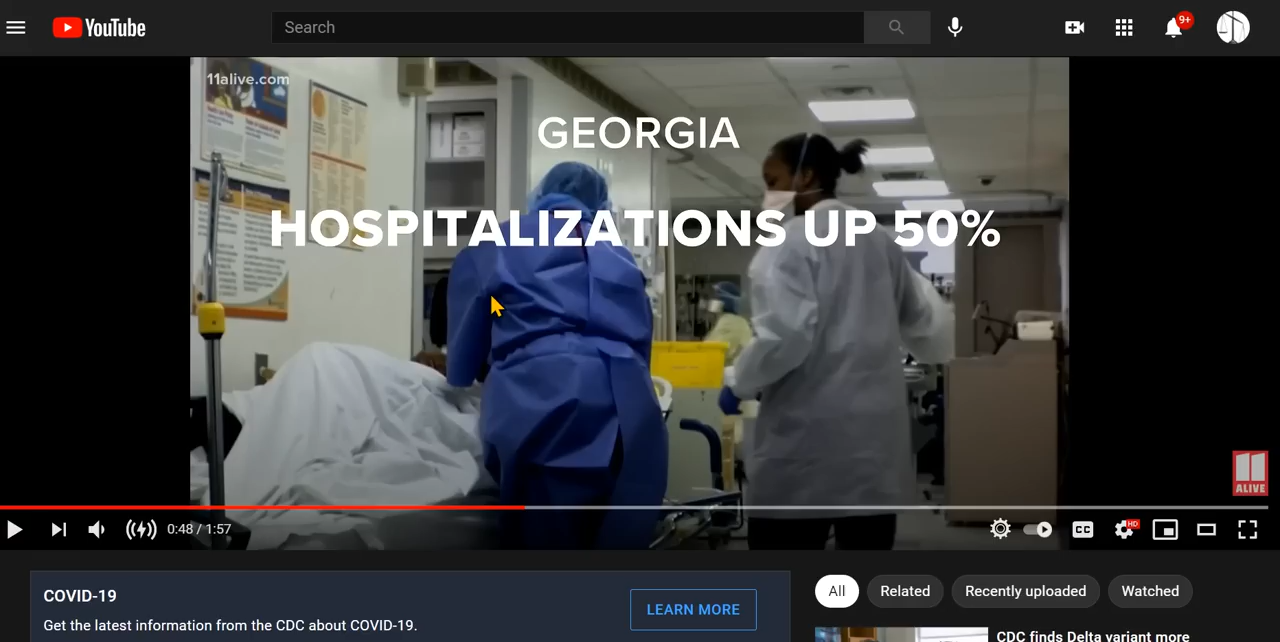 YouTube
Search
9+
11alive.com
GEORGIA
HOSPITALIZATIONS UP 50%
ALIVE
0:48 / 1:57
CC
HD
COVID-19
Get the latest information from the CDC about COVID-19.
LEARN MORE
All
Related
Recently uploaded
Watched
CDC finds Delta variant more